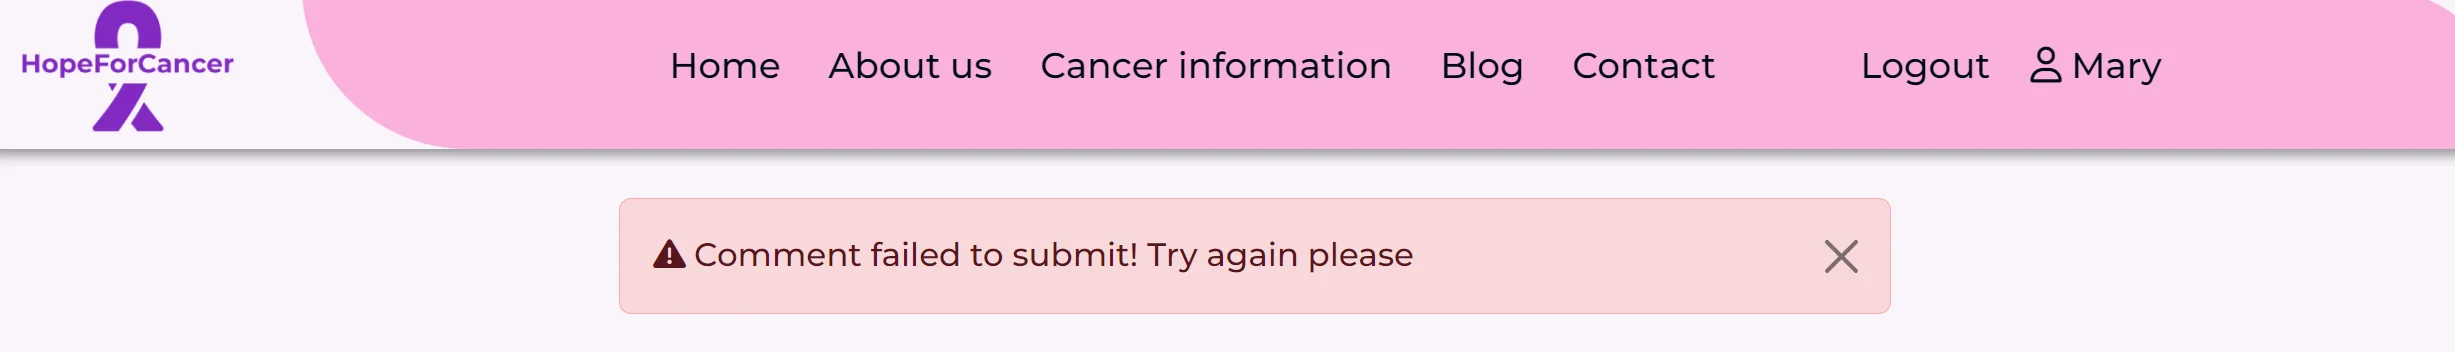 HopeForCancer
Home About us Cancer information Blog Contact Logout Mary
Comment failed to submit! Try again please